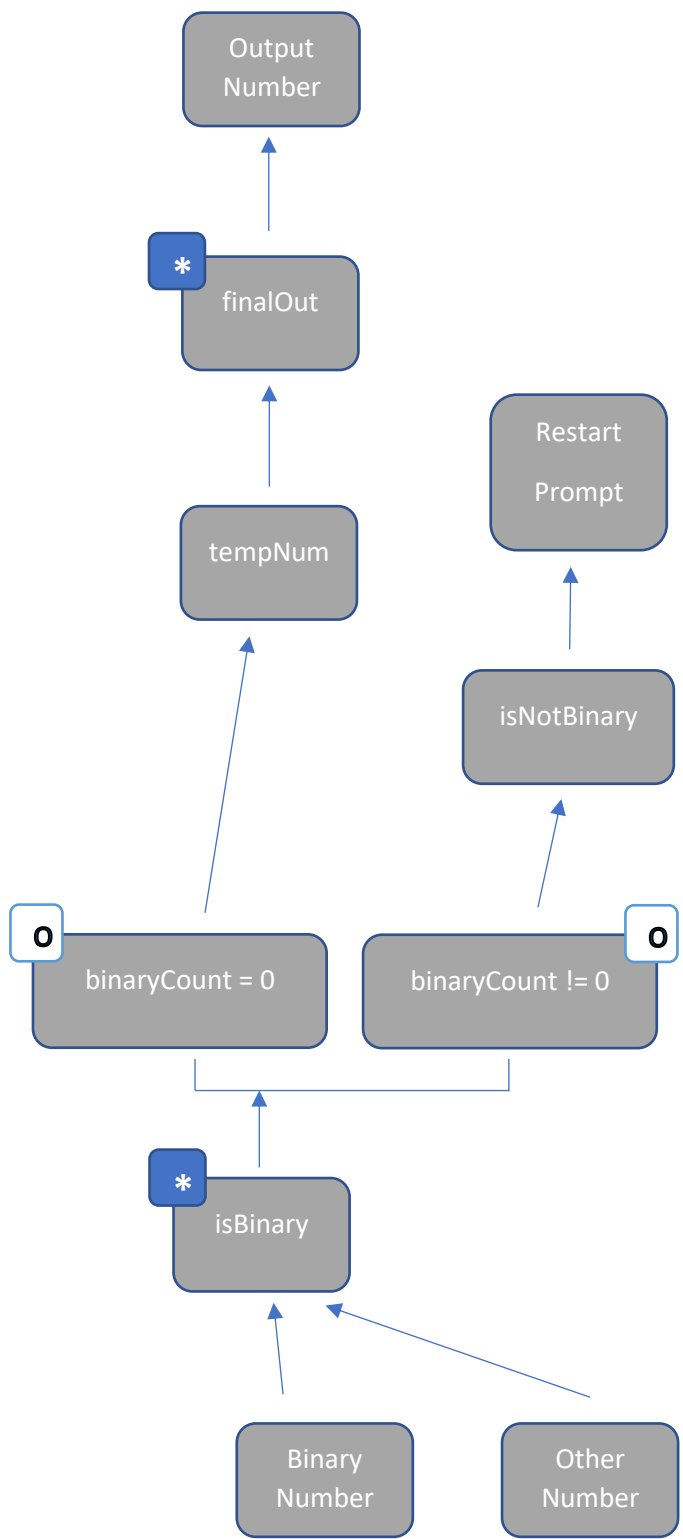 Output
Number
*
finalOut
Restart
Prompt
tempNum
isNotBinary
o
binaryCount = 0
binaryCount != 0
o
*
isBinary
Binary
Number
Other
Number